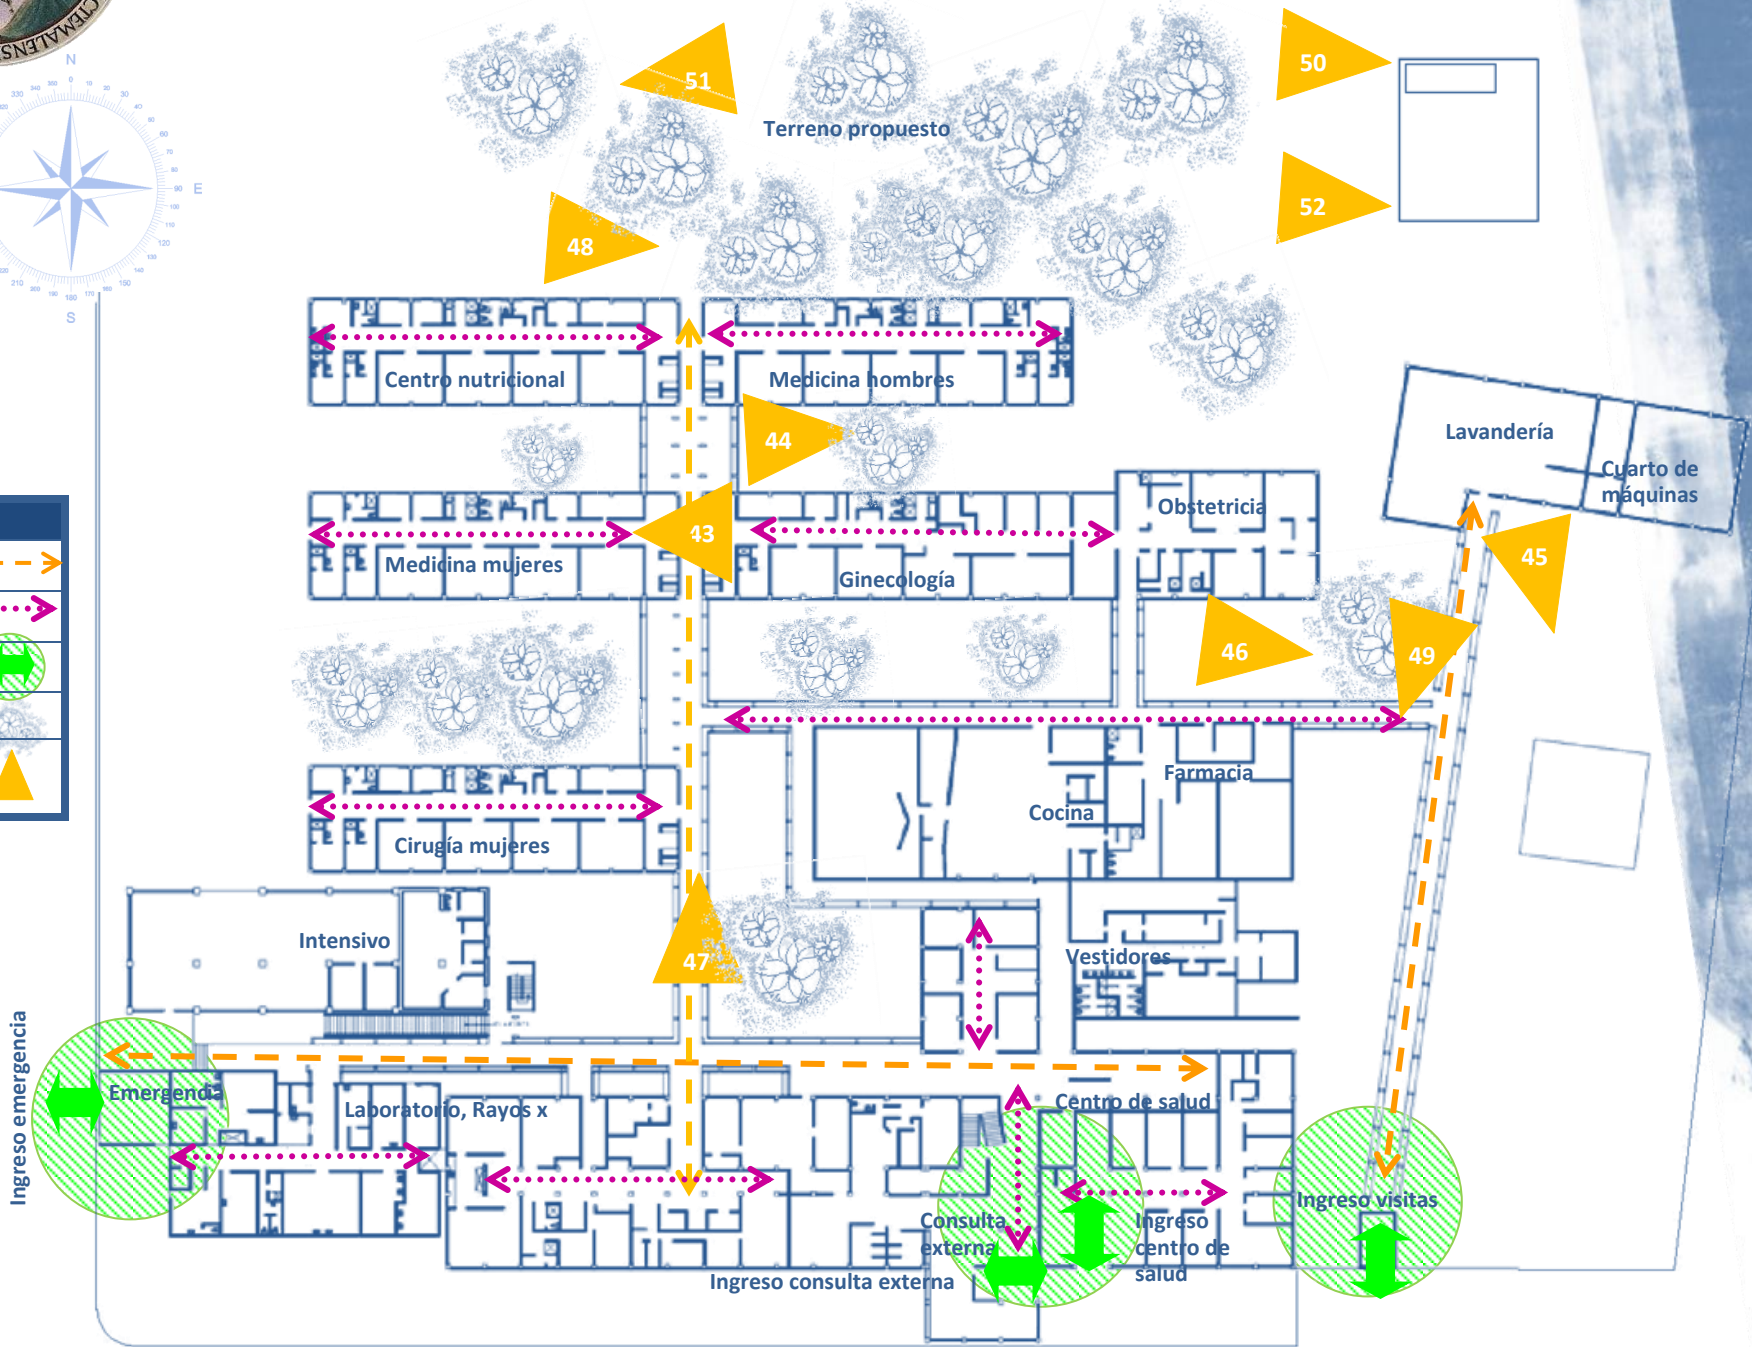 CTEMALENSIS
N
E
S
51
50
Terreno propuesto
52
48
Centro nutricional
Medicina hombres
44
Lavandería
Cuarto de
máquinas
Obstetricia
43
45
Medicina mujeres
Ginecología
46
49
Farmacia
Cocina
Cirugía mujeres
Intensivo
47
Vestidores
Ingreso emergencia
Emergencia
Laboratorio, Rayos x
Centro de salud
Ingreso visitas
Consulta
externa
Ingreso
centro de
salud
Ingreso consulta externa